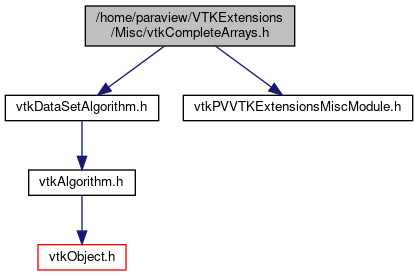 /home/paraview/VTKExtensions
/Misc/vtkCompleteArrays.h
vtkDataSetAlgorithm.h
vtkPVVTKExtensionsMiscModule.h
vtkAlgorithm.h
vtkObject.h